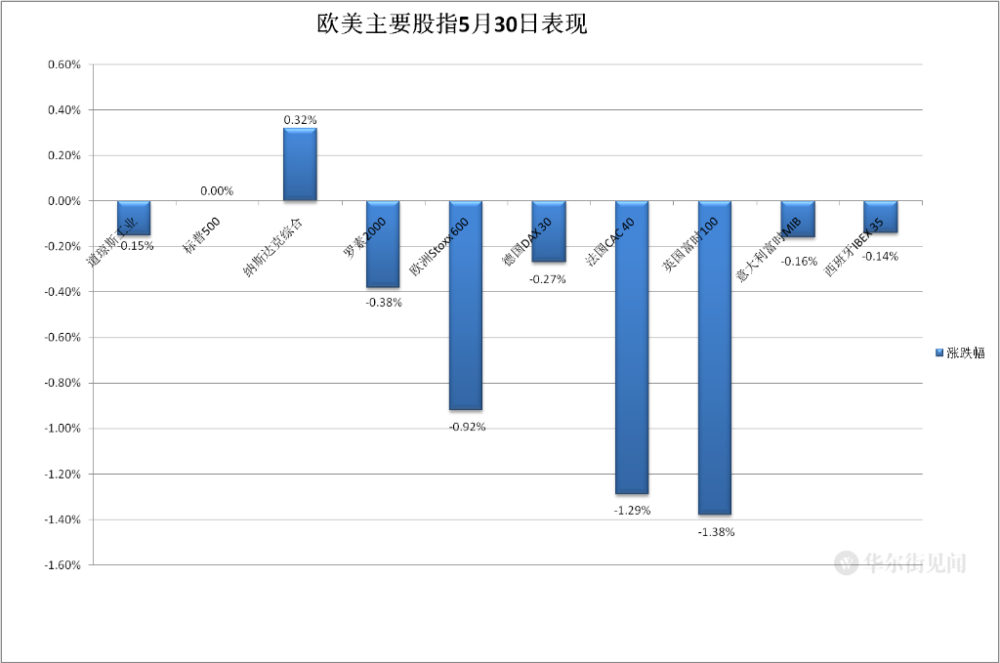 欧美主要股指5月30日表现
0.60%
0.40%
0.20%
0.00%
-0.20%
-0.40%
-0.60%
-0.80%
-1.00%
-1.20%
-1.40%
-1.60%
-0.15%
0.00%
0.32%
-0.38%
-0.92%
-0.27%
-1.29%
-1.38%
-0.16%
-0.14%
道琼斯工业
标普500
纳斯达克综合
罗素2000
欧洲Stoxx 600
德国DAX 30
法国CAC 40
英国富时100
意大利富时MIB
西班牙IBEX 35
涨跌幅
华尔街见闻